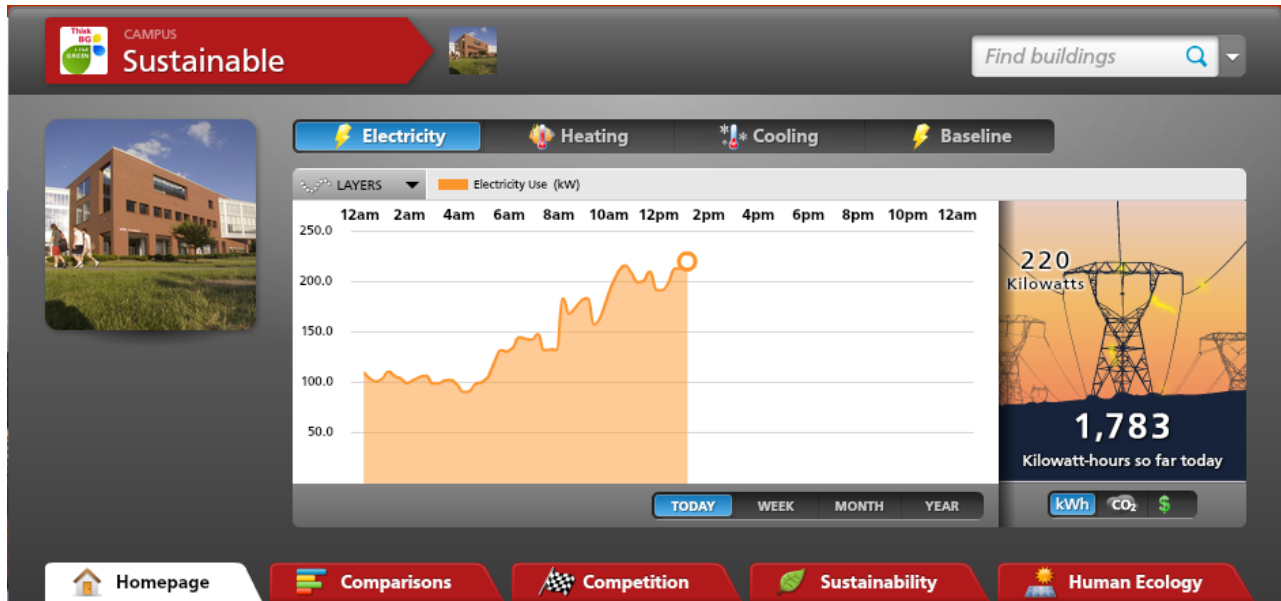 Think
BIG
LIVE
GREEN
CAMPUS
Sustainable
Find buildings
Electricity
Heating
Cooling
Baseline
LAYERS
Electricity Use (kW)
12am 2am 4am 6am 8am 10am 12pm 2pm 4pm 6pm 8pm 10pm 12am
250.0
200.0
150.0
100.0
50.0
220
Kilowatts
1,783
Kilowatt-hours so far today
TODAY WEEK MONTH YEAR
kWh CO₂ $
Homepage
Comparisons
Competition
Sustainability
Human Ecology